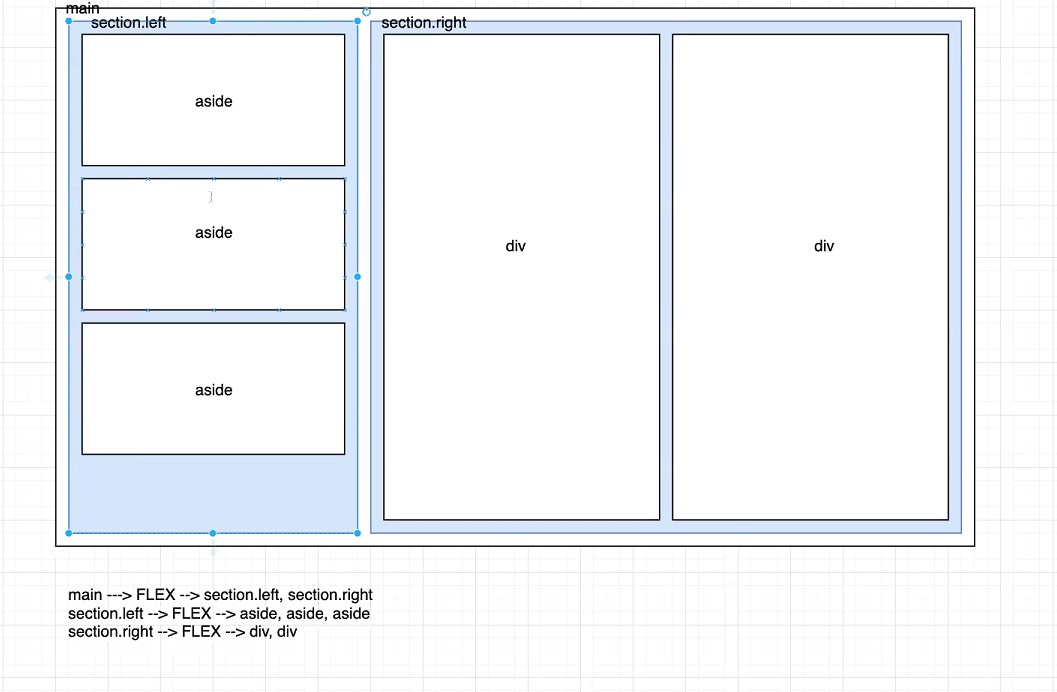 main
section.left
section.right
aside
aside
div
div
aside
main ---> FLEX --> section.left, section.right
section.left --> FLEX --> aside, aside, aside
section.right --> FLEX --> div, div